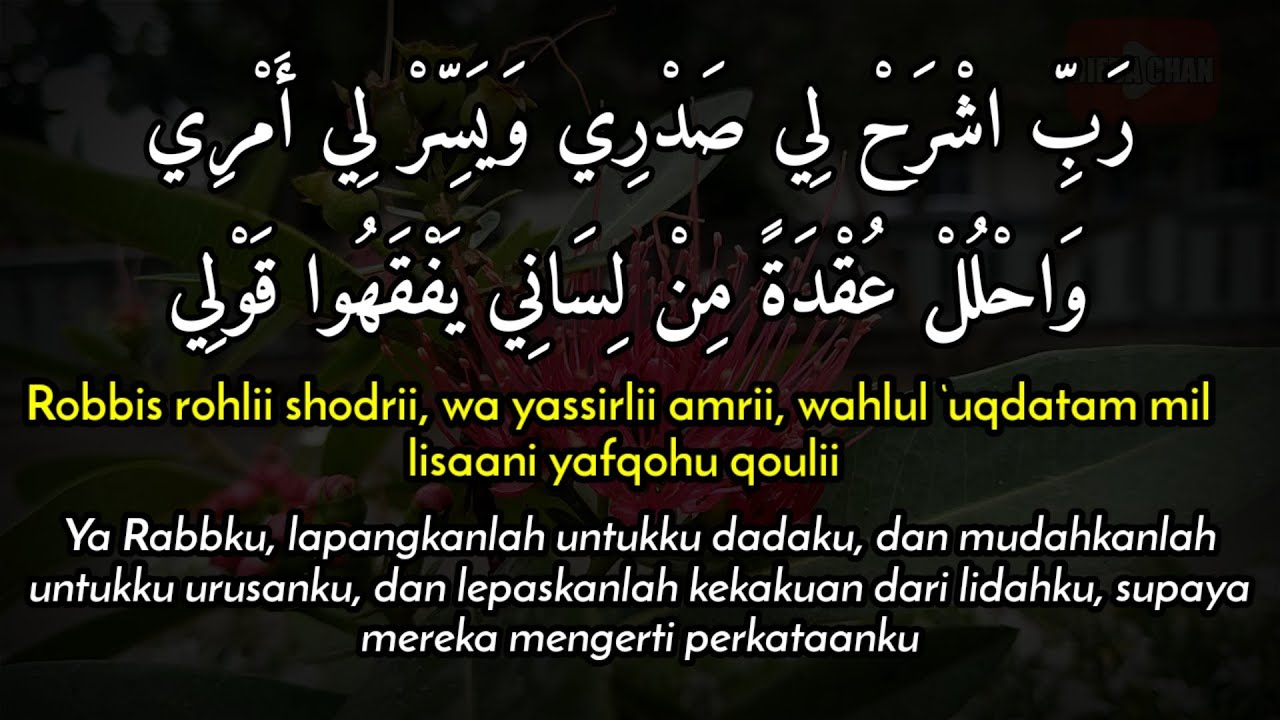 رَبِّ اشْرَحْ لِي صَدْرِي وَيَسِّرْ لِي أَمْرِي
وَاحْلُلْ عُقْدَةً مِنْ لِسَانِي يَفْقَهُوا قَوْلِي
Robbis rohlii shodrii, wa yassirlii amrii, wahlul `uqdatam mil
lisaani yafqohu qoulii
Ya Rabbku, lapangkanlah untukku dadaku, dan mudahkanlah
untukku urusanku, dan lepaskanlah kekakuan dari lidahku, supaya
mereka mengerti perkataanku